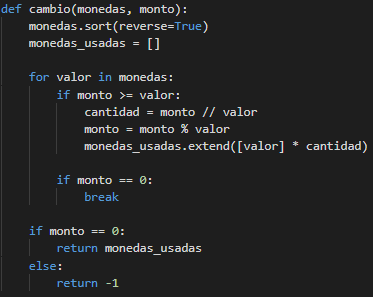 def cambio(monedas, monto):
    monedas.sort(reverse=True)
    monedas_usadas = []

    for valor in monedas:
        if monto >= valor:
            cantidad = monto // valor
            monto = monto % valor
            monedas_usadas.extend([valor] * cantidad)

        if monto == 0:
            break

    if monto == 0:
        return monedas_usadas
    else:
        return -1